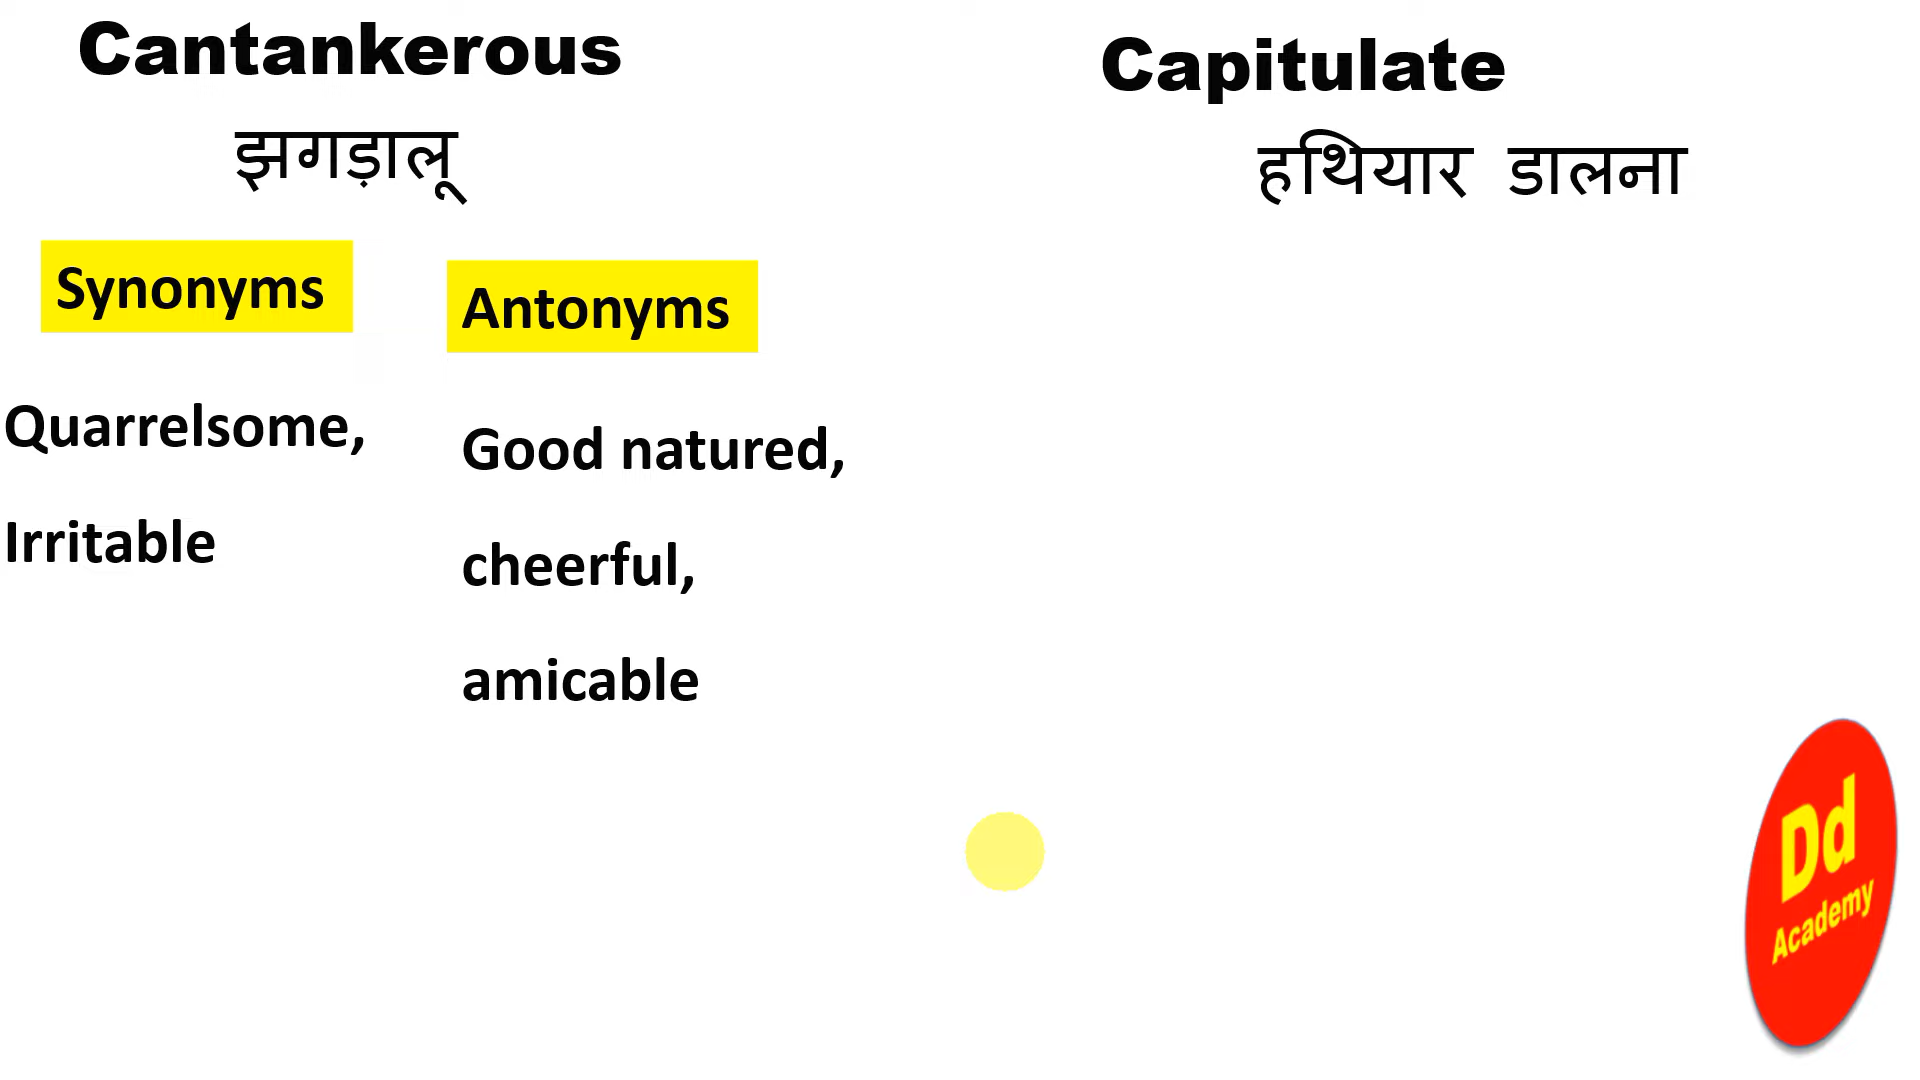 Cantankerous
झगड़ालू
Synonyms
Quarrelsome,
Irritable
Antonyms
Good natured,
cheerful,
amicable
Capitulate
हथियार डालना
Dd
Academy